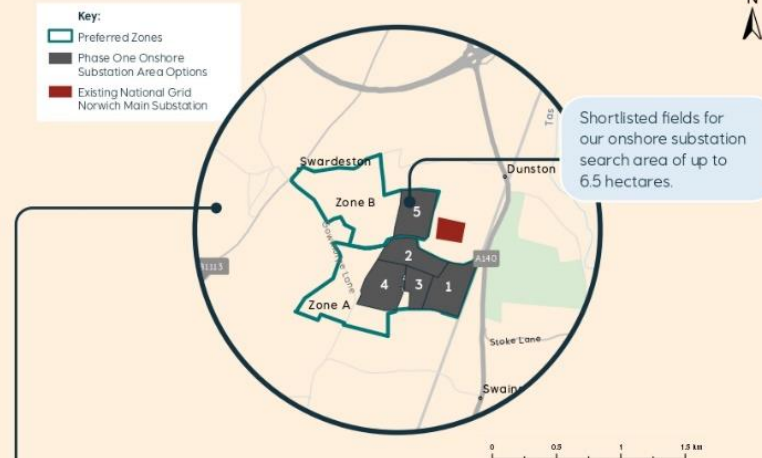 N
Key:
Preferred Zones
Phase One Onshore
Substation Area Options
Existing National Grid
Norwich Main Substation
Shortlisted fields for
our onshore substation
search area of up to
6.5 hectares.
Tas
Swardeston
Dunston
Zone B
5
2
A140
4
3
1
Zone A
Stoke Lane
Swain
0
0.5
1
1.5 km